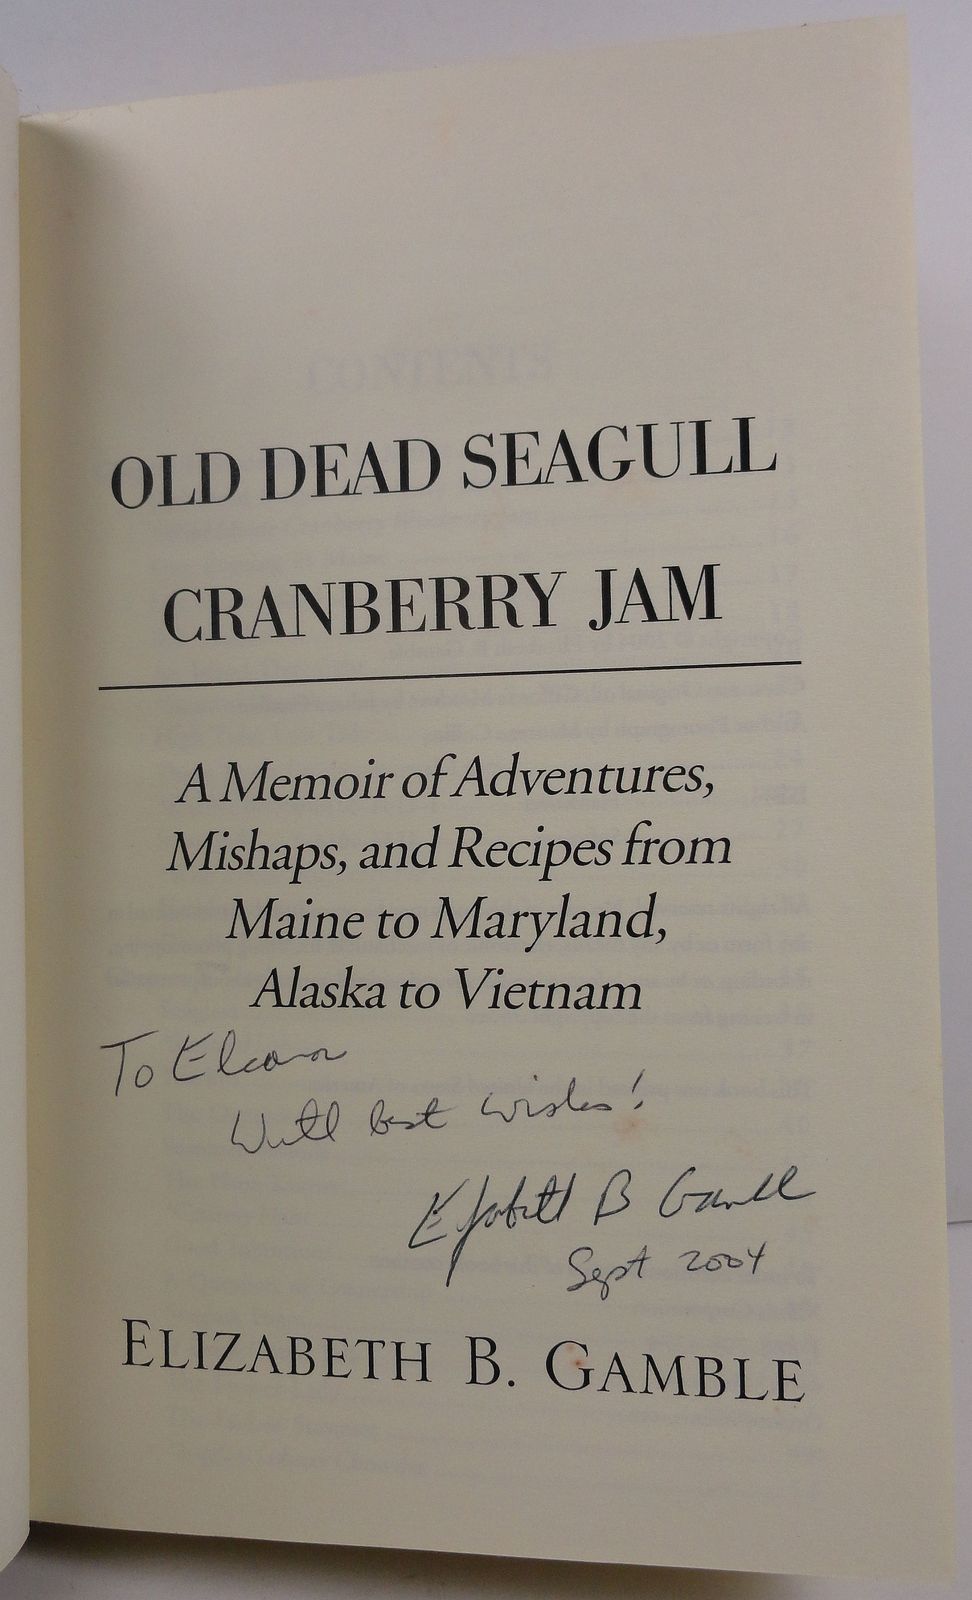 OLD DEAD SEAGULL
CRANBERRY JAM
A Memoir of Adventures,
Mishaps, and Recipes from
Maine to Maryland,
Alaska to Vietnam
To Eleanor
With best wishes!
Elizabeth B Gamble
Sept 2004
ELIZABETH B. GAMBLE